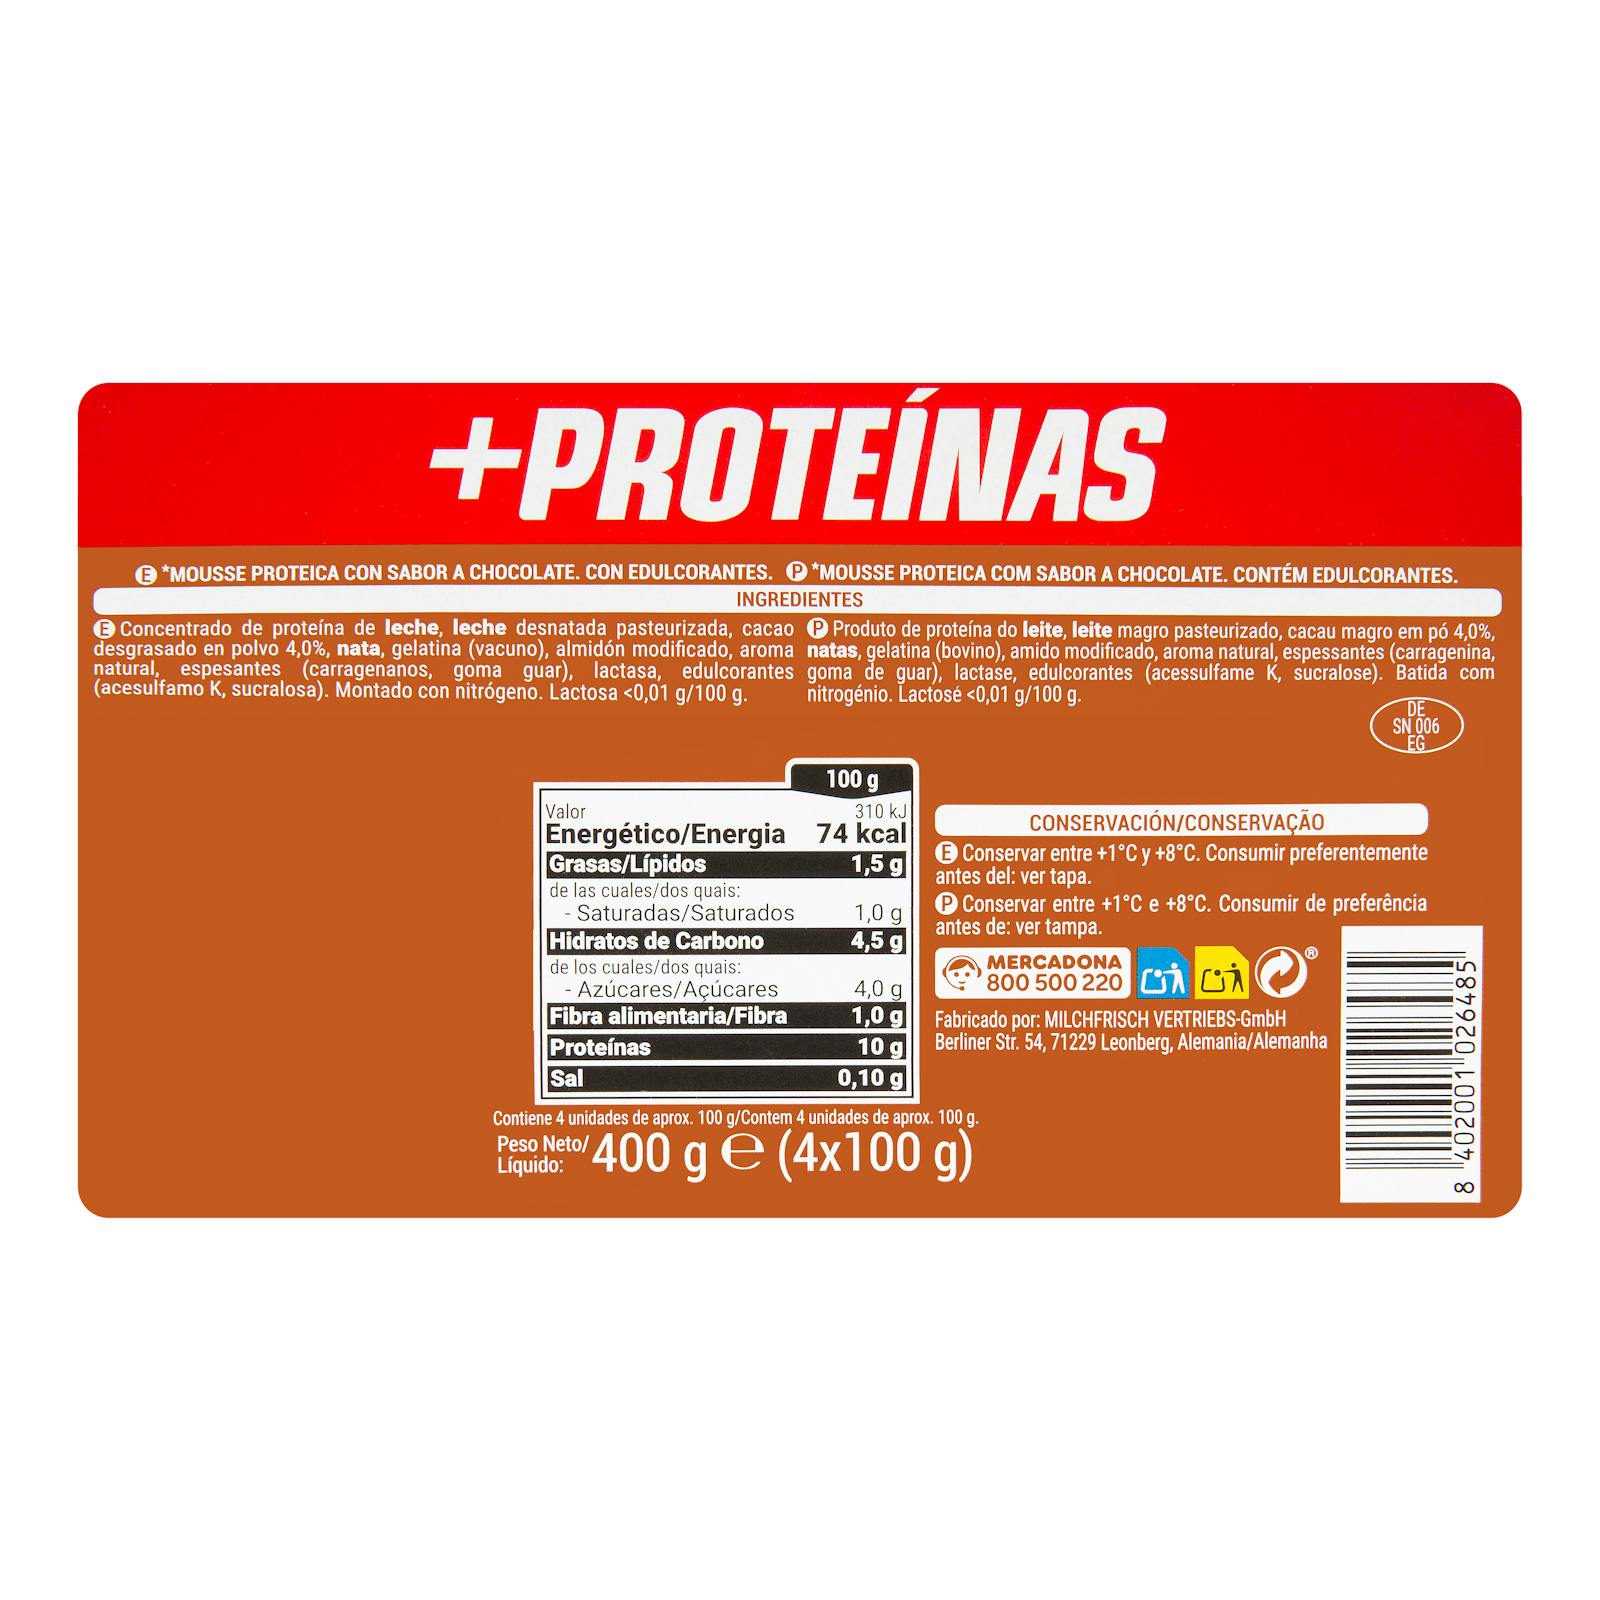 +PROTEÍNAS
E *MOUSSE PROTEICA CON SABOR A CHOCOLATE. CON EDULCORANTES.
P *MOUSSE PROTEICA COM SABOR A CHOCOLATE. CONTÉM EDULCORANTES.
INGREDIENTES
E Concentrado de proteína de leche, leche desnatada pasteurizada, cacao
desgrasado en polvo 4,0%, nata, gelatina (vacuno), almidón modificado, aroma
natural, espesantes (carragenanos, goma guar), lactasa, edulcorantes
(acesulfamo K, sucralosa). Montado con nitrógeno. Lactosa <0,01 g/100 g.
P Produto de proteína do leite, leite magro pasteurizado, cacau magro em pó 4,0%,
natas, gelatina (bovino), amido modificado, aroma natural, espessantes (carragenina,
goma de guar), lactase, edulcorantes (acessulfame K, sucralose). Batida com
nitrogénio. Lactosé <0,01 g/100 g.
DE
SN 006
EG
100 g
Valor 310 kJ
Energético/Energia 74 kcal
Grasas/Lípidos 1,5 g
de las cuales/dos quais:
- Saturadas/Saturados 1,0 g
Hidratos de Carbono 4,5 g
de los cuales/dos quais:
- Azúcares/Açúcares 4,0 g
Fibra alimentaria/Fibra 1,0 g
Proteínas 10 g
Sal 0,10 g
Contiene 4 unidades de aprox. 100 g/Contem 4 unidades de aprox. 100 g.
Peso Neto/
Líquido: 400 g ℮ (4x100 g)
CONSERVACIÓN/CONSERVAÇÃO
E Conservar entre +1°C y +8°C. Consumir preferentemente
antes del: ver tapa.
P Conservar entre +1°C e +8°C. Consumir de preferência
antes de: ver tampa.
MERCADONA
800 500 220
®
Fabricado por: MILCHFRISCH VERTRIEBS-GmbH
Berliner Str. 54, 71229 Leonberg, Alemania/Alemanha
8 402001 026485